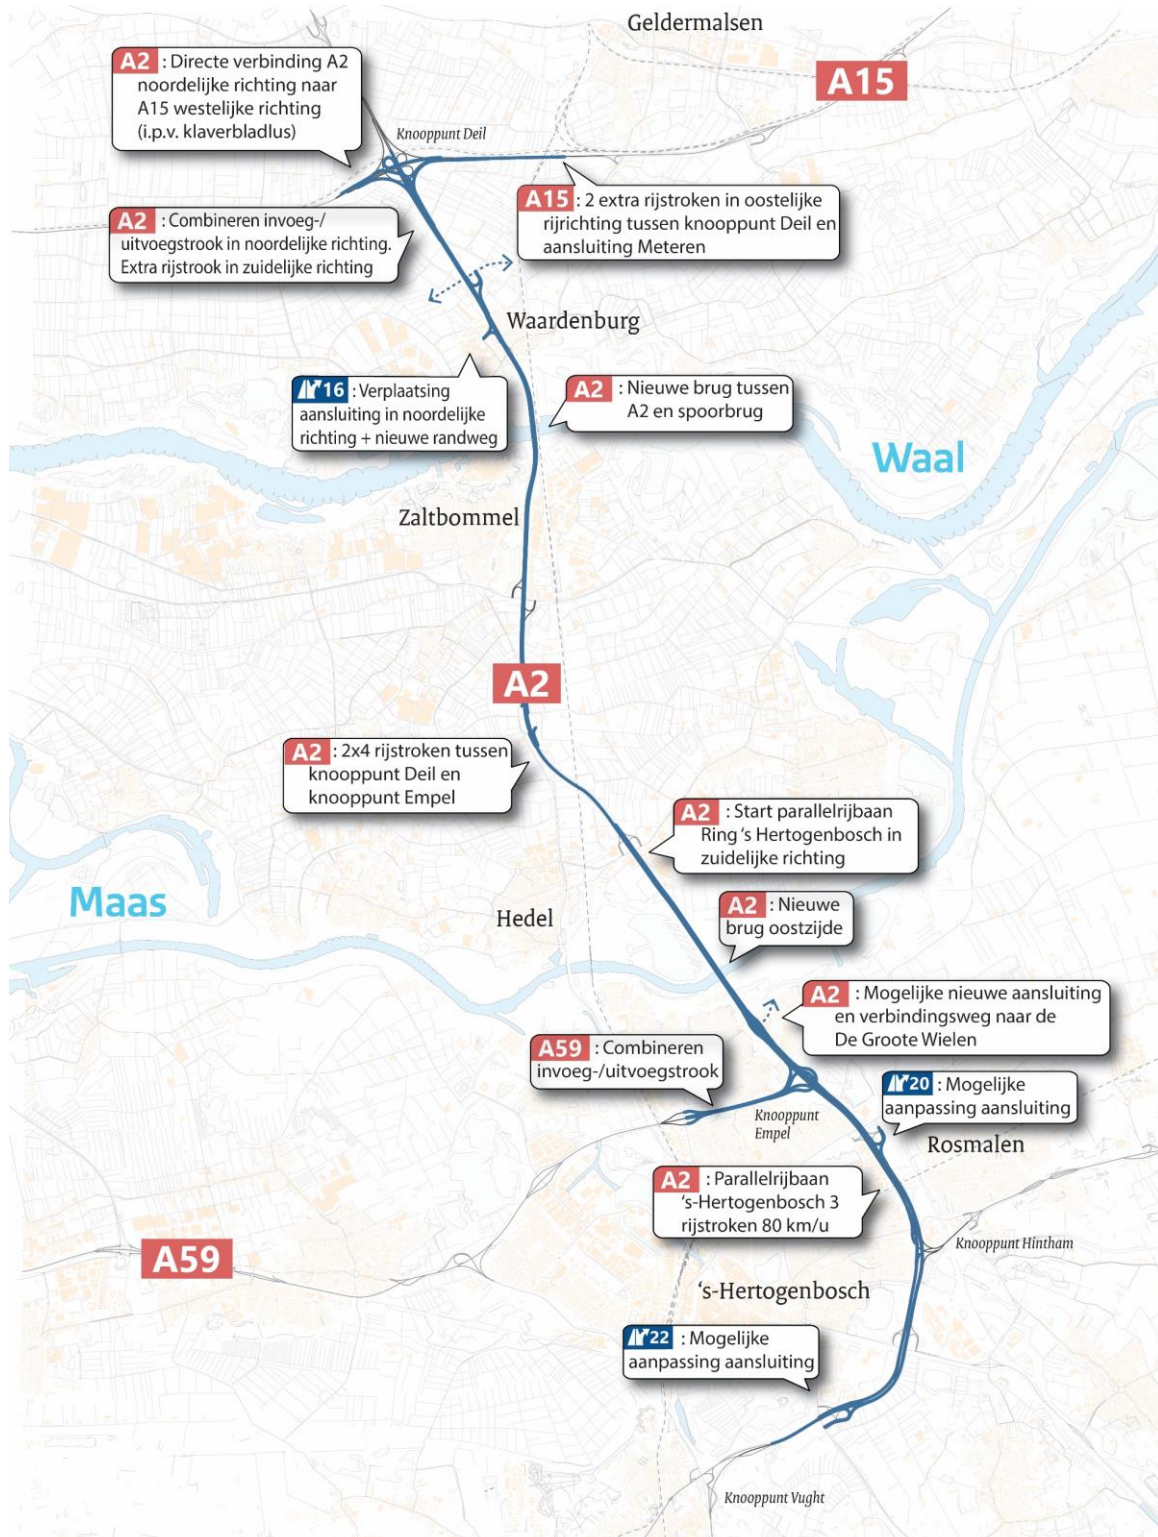 Geldermalsen
A2 : Directe verbinding A2
noordelijke richting naar
A15 westelijke richting
(i.p.v. klaverbladlus)
A15
Knooppunt Deil
A15 : 2 extra rijstroken in oostelijke
rijrichting tussen knooppunt Deil en
aansluiting Meteren
A2 : Combineren invoeg-/
uitvoegstrook in noordelijke richting.
Extra rijstrook in zuidelijke richting
Waardenburg
16 : Verplaatsing
aansluiting in noordelijke
richting + nieuwe randweg
A2 : Nieuwe brug tussen
A2 en spoorbrug
Waal
Zaltbommel
A2
A2 : 2x4 rijstroken tussen
knooppunt Deil en
knooppunt Empel
A2 : Start parallelrijbaan
Ring ‘s Hertogenbosch in
zuidelijke richting
Maas
Hedel
A2 : Nieuwe
brug oostzijde
A2 : Mogelijke nieuwe aansluiting
en verbindingsweg naar de
De Groote Wielen
A59 : Combineren
invoeg-/uitvoegstrook
20 : Mogelijke
aanpassing aansluiting
Knooppunt
Empel
Rosmalen
A2 : Parallelrijbaan
‘s-Hertogenbosch 3
rijstroken 80 km/u
Knooppunt Hintham
A59
‘s-Hertogenbosch
22 : Mogelijke
aanpassing aansluiting
Knooppunt Vught